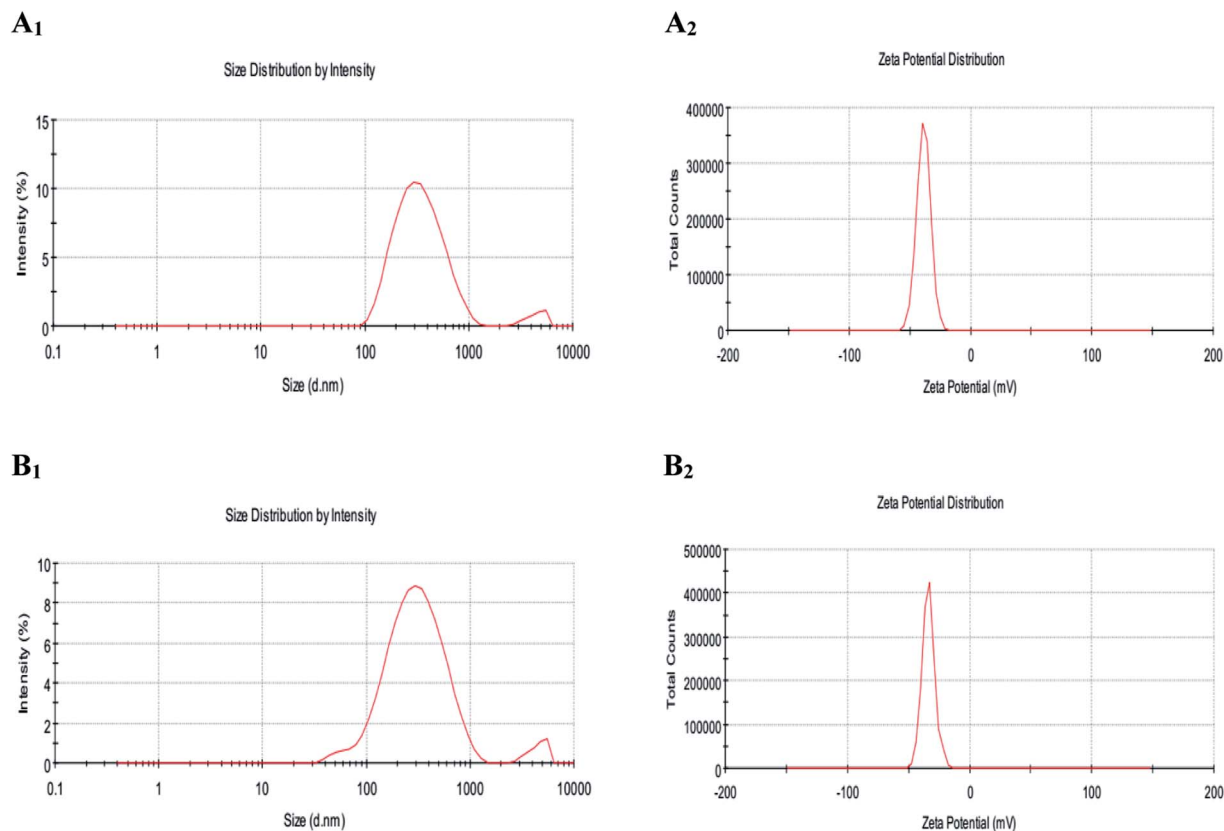 A1
Size Distribution by Intensity
Intensity (%)
15
10
5
0
0.1 1 10 100 1000 10000
Size (d.nm)
A2
Zeta Potential Distribution
Total Counts
400000
300000
200000
100000
0
-200 -100 0 100 200
Zeta Potential (mV)
B1
Size Distribution by Intensity
Intensity (%)
10
8
6
4
2
0
0.1 1 10 100 1000 10000
Size (d.nm)
B2
Zeta Potential Distribution
Total Counts
500000
400000
300000
200000
100000
0
-200 -100 0 100 200
Zeta Potential (mV)